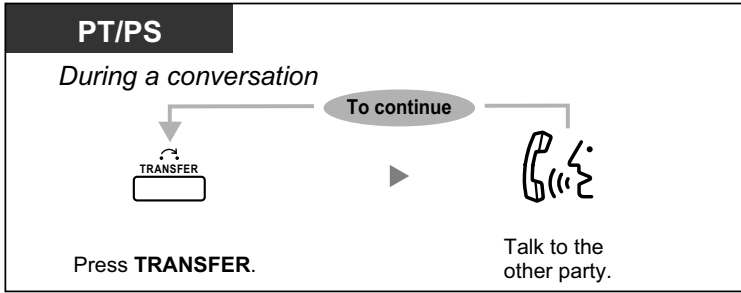 PT/PS
During a conversation
To continue
TRANSFER
Press TRANSFER.
Talk to the
other party.